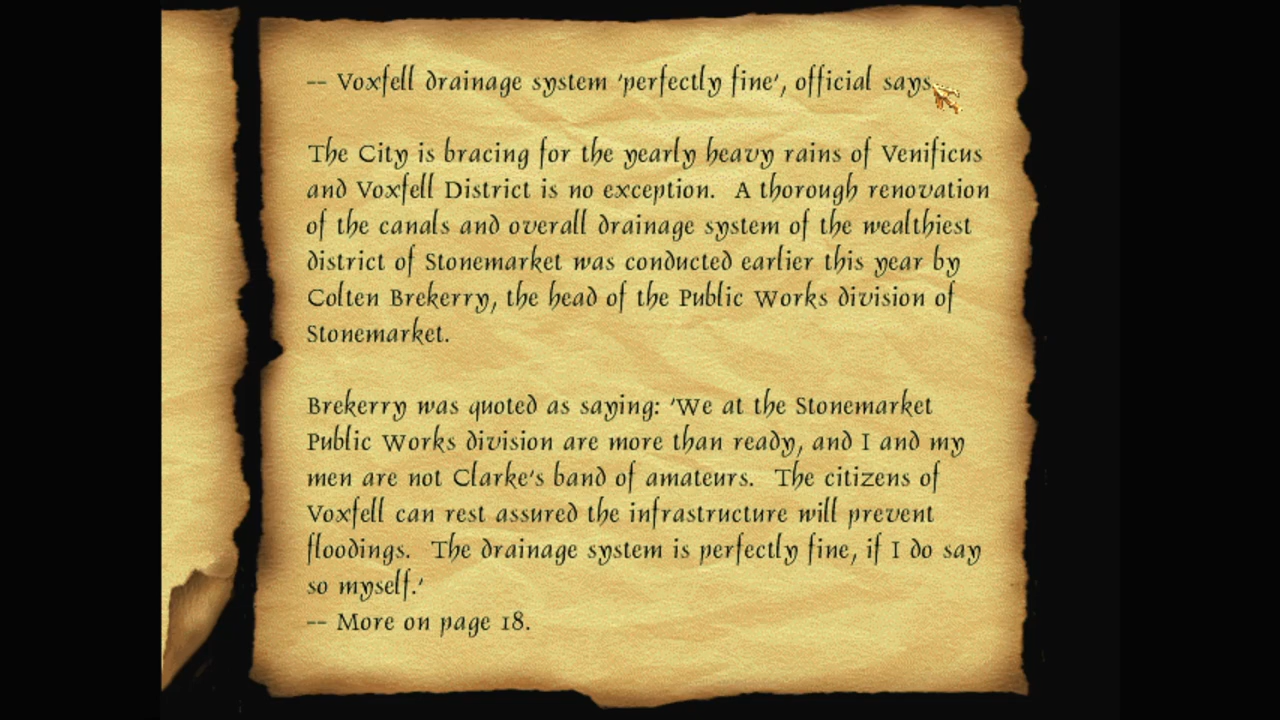 -- Voxfell drainage system 'perfectly fine', official says.
The City is bracing for the yearly heavy rains of Venificus
and Voxfell District is no exception.  A thorough renovation
of the canals and overall drainage system of the wealthiest
district of Stonemarket was conducted earlier this year by
Colten Brekerry, the head of the Public Works division of
Stonemarket.
Brekerry was quoted as saying: 'We at the Stonemarket
Public Works division are more than ready, and I and my
men are not Clarke's band of amateurs.  The citizens of
Voxfell can rest assured the infrastructure will prevent
floodings.  The drainage system is perfectly fine, if I do say
so myself.'
-- More on page 18.